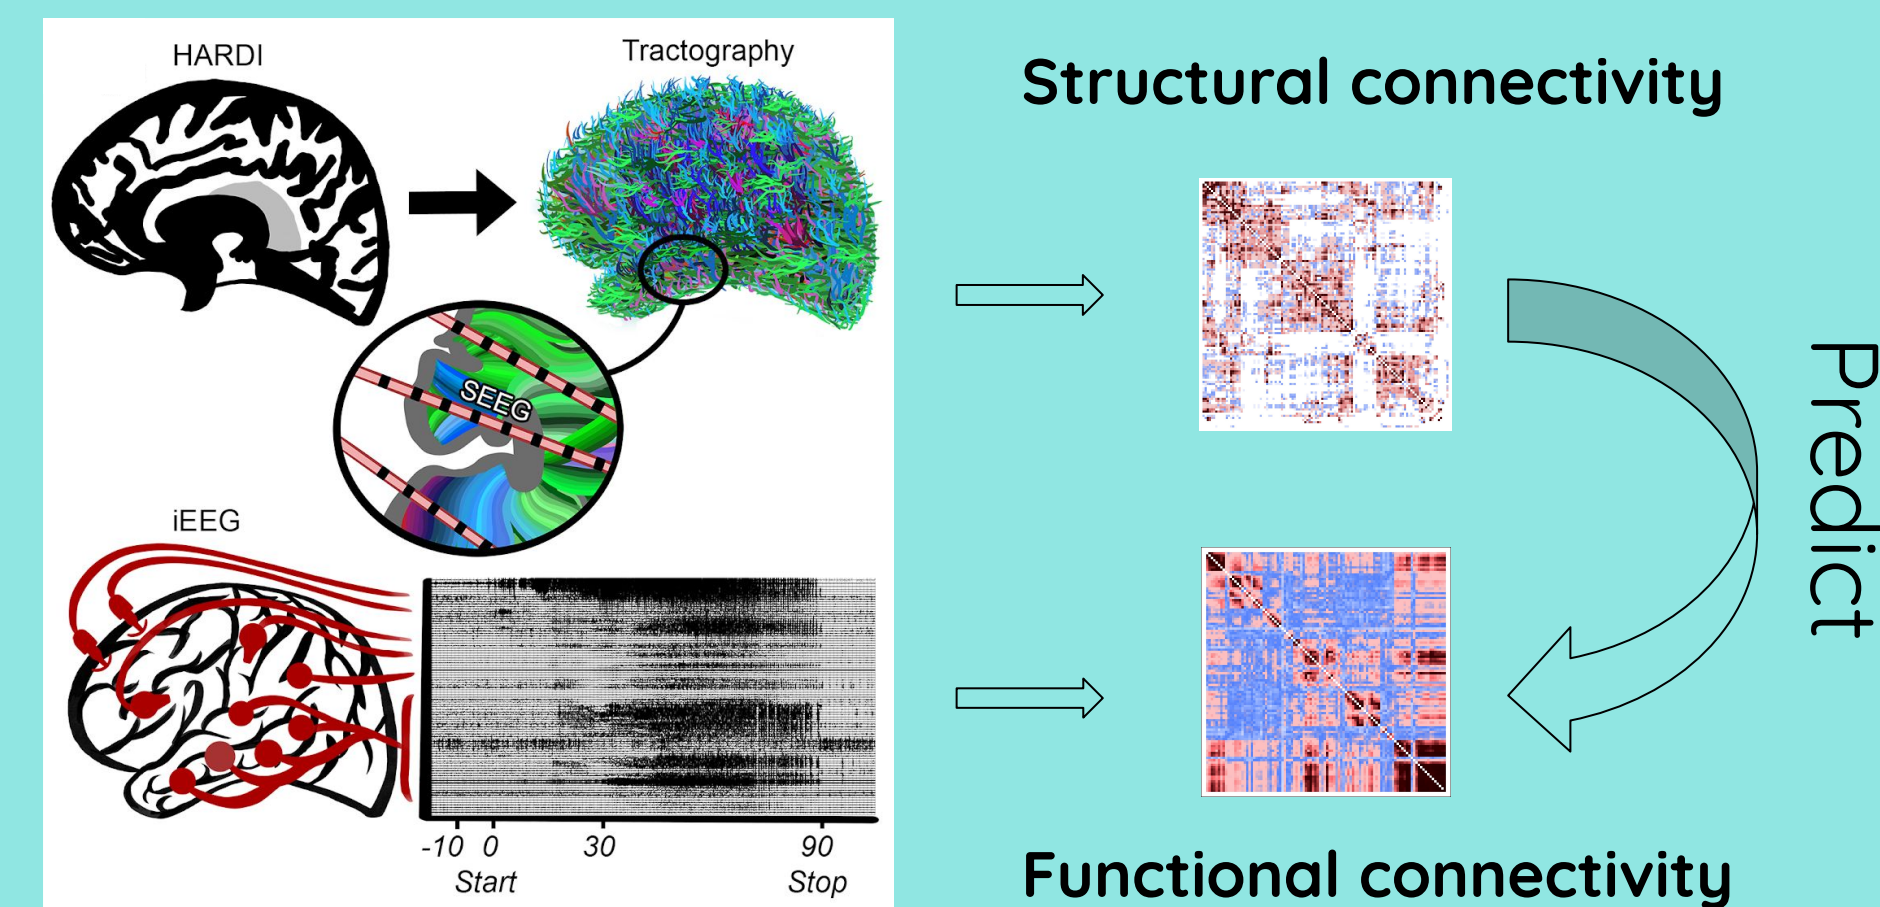 HARDI
Tractography
SEEG
iEEG
-10 0 30 90
Start Stop
Structural connectivity
Predict
Functional connectivity